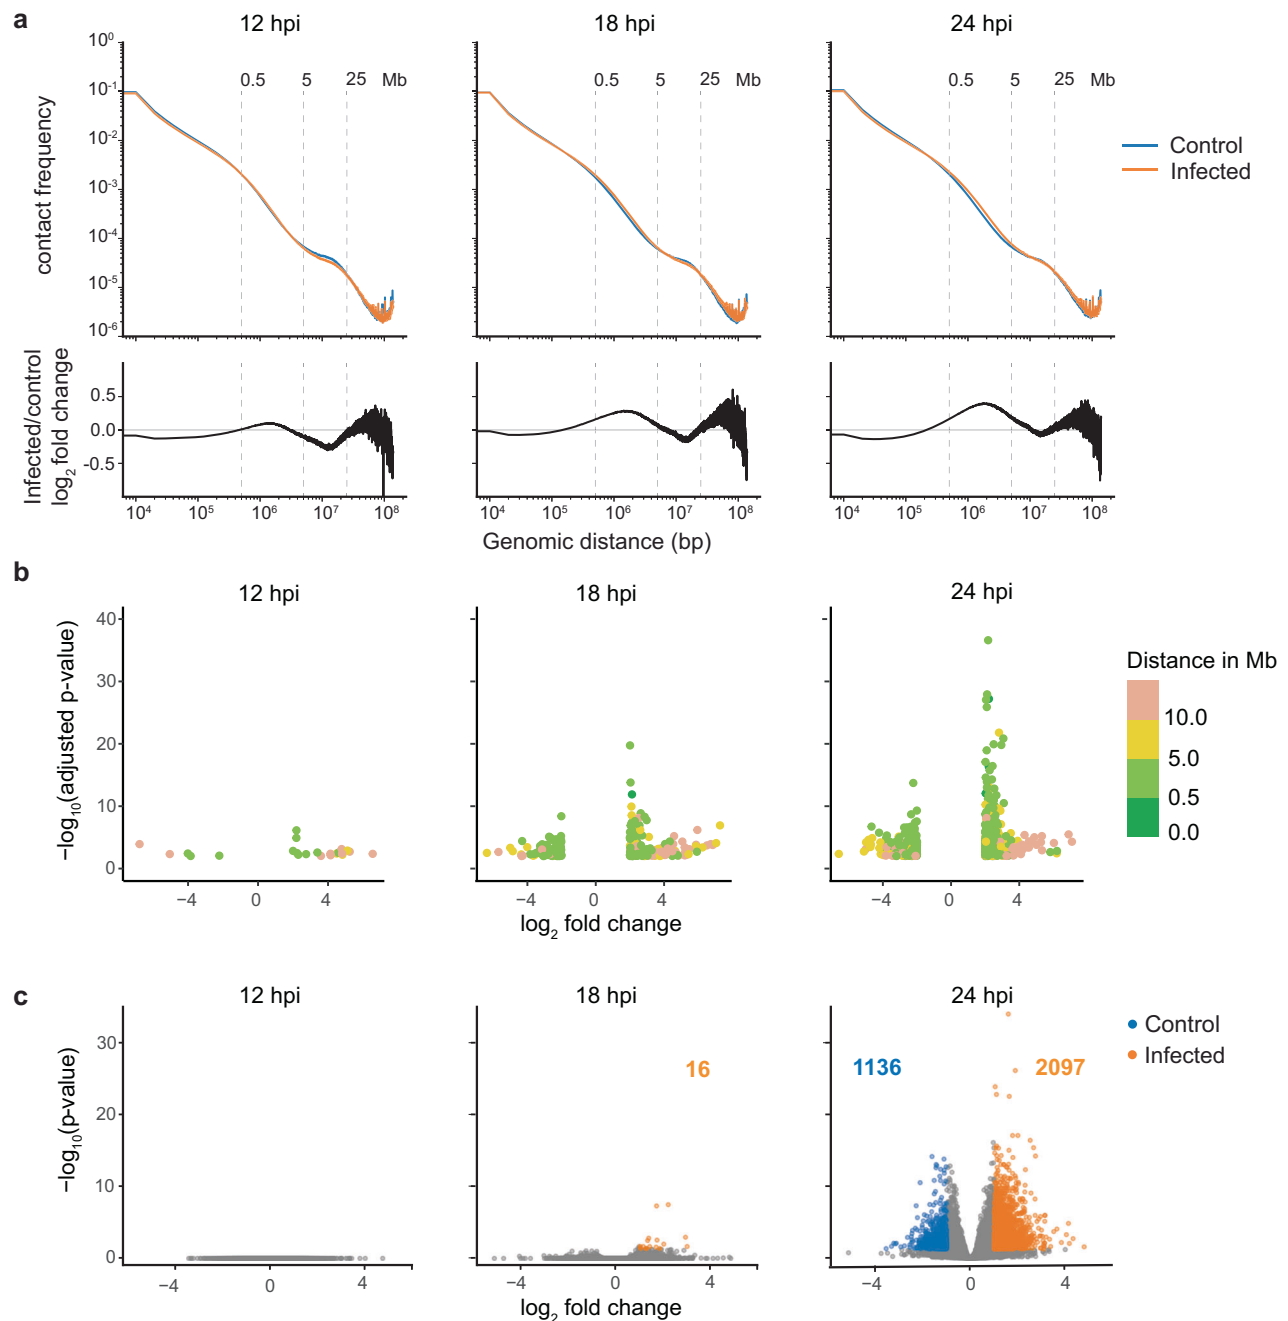 a
12 hpi
18 hpi
24 hpi
contact frequency
10⁰
10⁻¹
10⁻²
10⁻³
10⁻⁴
10⁻⁵
10⁻⁶
0.5 5 25 Mb
0.5 5 25 Mb
0.5 5 25 Mb
Control
Infected
Infected/control
log₂ fold change
0.5
0.0
-0.5
10⁴ 10⁵ 10⁶ 10⁷ 10⁸
10⁴ 10⁵ 10⁶ 10⁷ 10⁸
10⁴ 10⁵ 10⁶ 10⁷ 10⁸
Genomic distance (bp)
b
12 hpi
18 hpi
24 hpi
−log₁₀(adjusted p-value)
40
30
20
10
0
−4 0 4
−4 0 4
−4 0 4
log₂ fold change
Distance in Mb
10.0
5.0
0.5
0.0
c
12 hpi
18 hpi
24 hpi
−log₁₀(p-value)
30
20
10
0
16
1136
2097
−4 0 4
−4 0 4
−4 0 4
log₂ fold change
Control
Infected